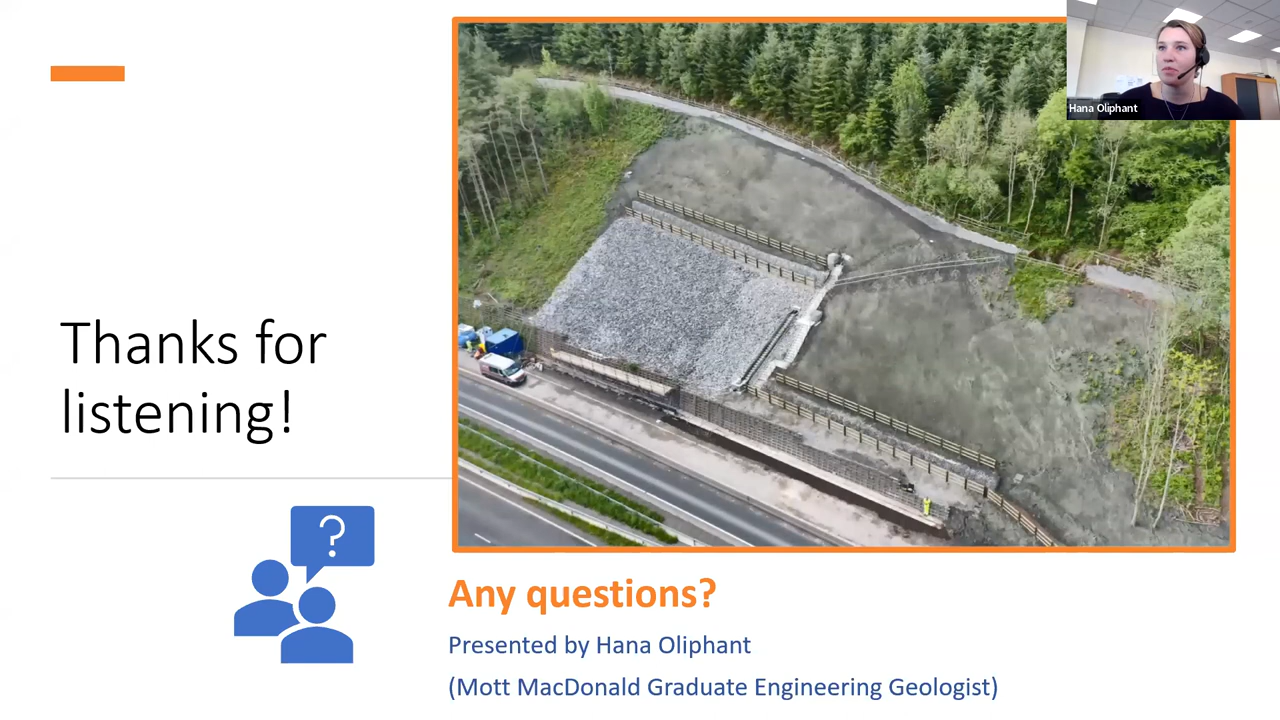 Hana Oliphant
Thanks for
listening!
?
Any questions?
Presented by Hana Oliphant
(Mott MacDonald Graduate Engineering Geologist)